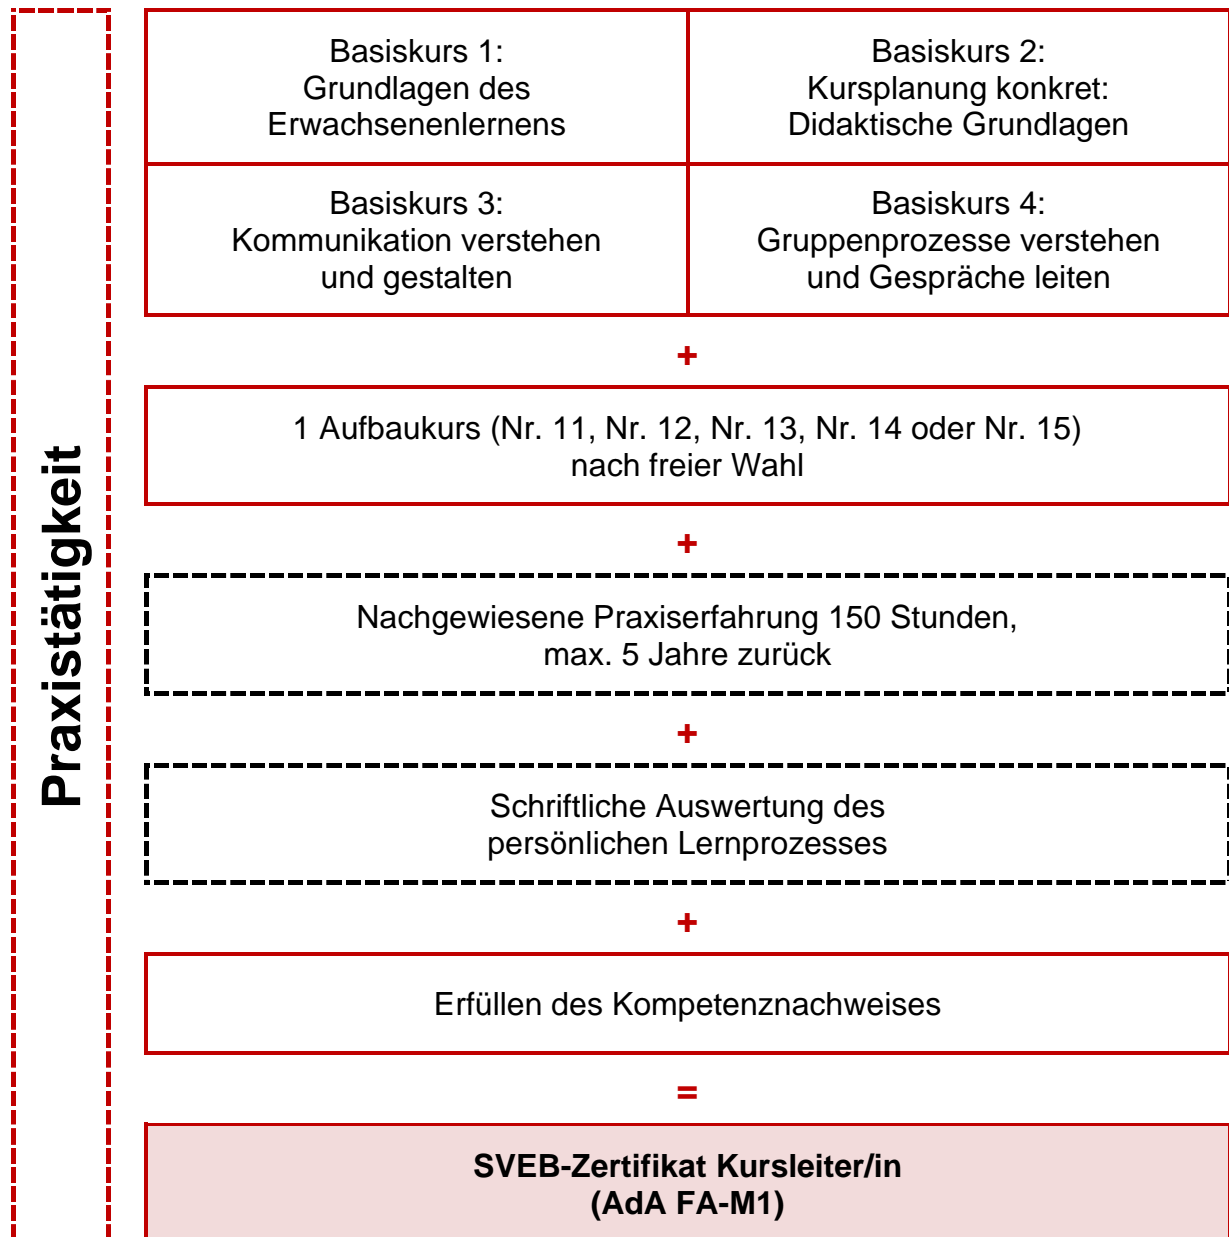 Praxistätigkeit
Basiskurs 1:
Grundlagen des
Erwachsenenlernens
Basiskurs 2:
Kursplanung konkret:
Didaktische Grundlagen
Basiskurs 3:
Kommunikation verstehen
und gestalten
Basiskurs 4:
Gruppenprozesse verstehen
und Gespräche leiten
+
1 Aufbaukurs (Nr. 11, Nr. 12, Nr. 13, Nr. 14 oder Nr. 15)
nach freier Wahl
+
Nachgewiesene Praxiserfahrung 150 Stunden,
max. 5 Jahre zurück
+
Schriftliche Auswertung des
persönlichen Lernprozesses
+
Erfüllen des Kompetenznachweises
=
SVEB-Zertifikat Kursleiter/in
(AdA FA-M1)